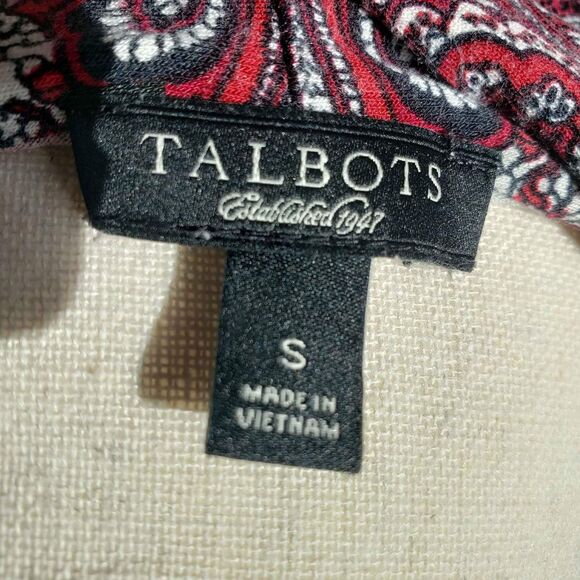 TALBOTS
Established 1947
S
MADE IN
VIETNAM